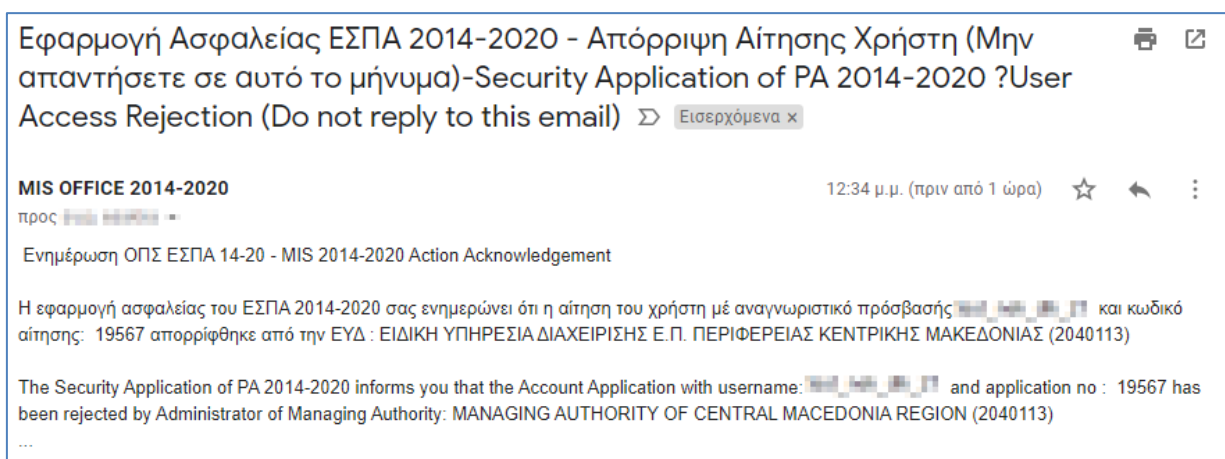 Εφαρμογή Ασφαλείας ΕΣΠΑ 2014-2020 - Απόρριψη Αίτησης Χρήστη (Μην
απαντήσετε σε αυτό το μήνυμα)-Security Application of PA 2014-2020 ?User
Access Rejection (Do not reply to this email) Εισερχόμενα x
MIS OFFICE 2014-2020 12:34 μ.μ. (πριν από 1 ώρα)
προς
Ενημέρωση ΟΠΣ ΕΣΠΑ 14-20 - MIS 2014-2020 Action Acknowledgement
Η εφαρμογή ασφαλείας του ΕΣΠΑ 2014-2020 σας ενημερώνει ότι η αίτηση του χρήστη μέ αναγνωριστικό πρόσβασής και κωδικό
αίτησης: 19567 απορρίφθηκε από την ΕΥΔ : ΕΙΔΙΚΗ ΥΠΗΡΕΣΙΑ ΔΙΑΧΕΙΡΙΣΗΣ Ε.Π. ΠΕΡΙΦΕΡΕΙΑΣ ΚΕΝΤΡΙΚΗΣ ΜΑΚΕΔΟΝΙΑΣ (2040113)
The Security Application of PA 2014-2020 informs you that the Account Application with username: and application no : 19567 has
been rejected by Administrator of Managing Authority: MANAGING AUTHORITY OF CENTRAL MACEDONIA REGION (2040113)
...